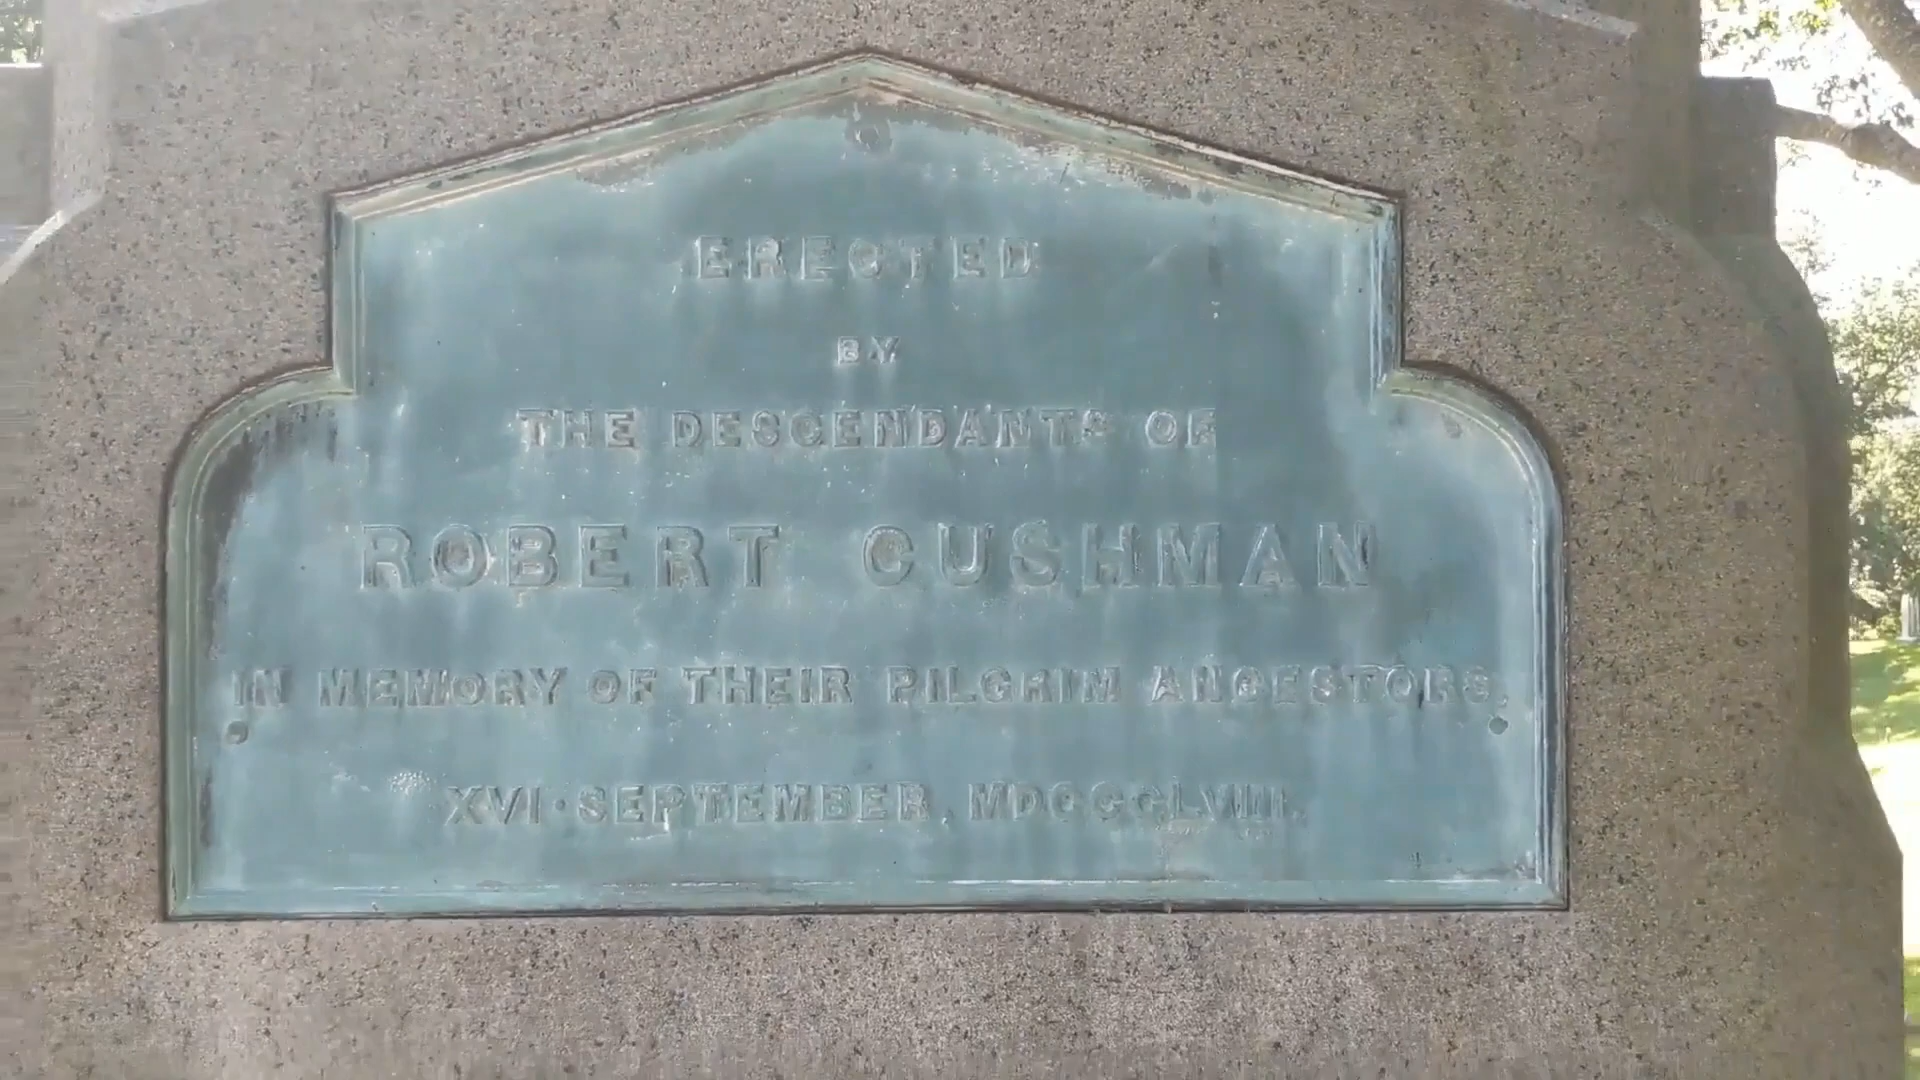 ERECTED
BY
THE DESCENDANTS OF
ROBERT CUSHMAN
IN MEMORY OF THEIR PILGRIM ANCESTORS,
XVI · SEPTEMBER, MDCCCLVIII.